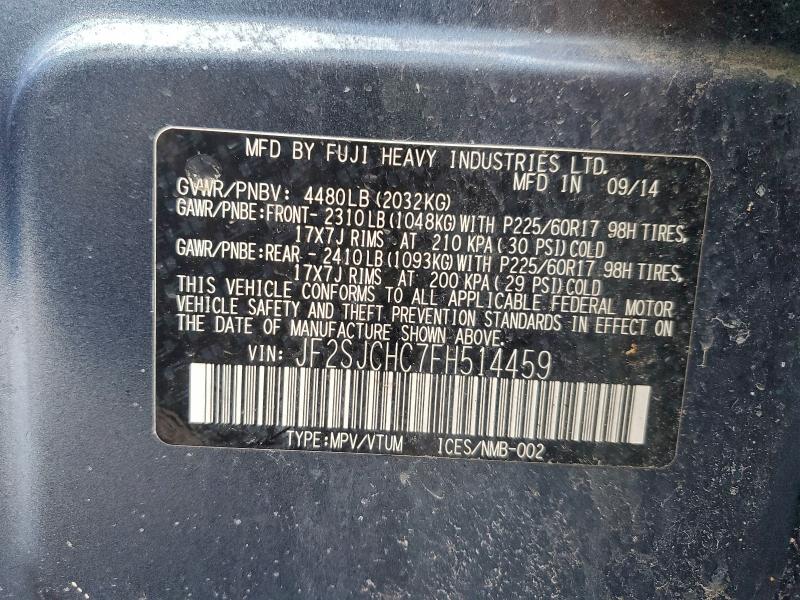 MFD BY FUJI HEAVY INDUSTRIES LTD.
MFD IN 09/14
GVWR/PNBV: 4480LB (2032KG)
GAWR/PNBE:FRONT- 2310LB (1048KG) WITH P225/60R17 98H TIRES,
17X7J RIMS AT 210 KPA (30 PSI) COLD
GAWR/PNBE:REAR - 2410LB (1093KG) WITH P225/60R17 98H TIRES,
17X7J RIMS AT 200 KPA (29 PSI) COLD
THIS VEHICLE CONFORMS TO ALL APPLICABLE FEDERAL MOTOR
VEHICLE SAFETY AND THEFT PREVENTION STANDARDS IN EFFECT ON
THE DATE OF MANUFACTURE SHOWN ABOVE.
VIN: JF2SJCHC7FH514459
TYPE:MPV/VTUM ICES/NMB-002